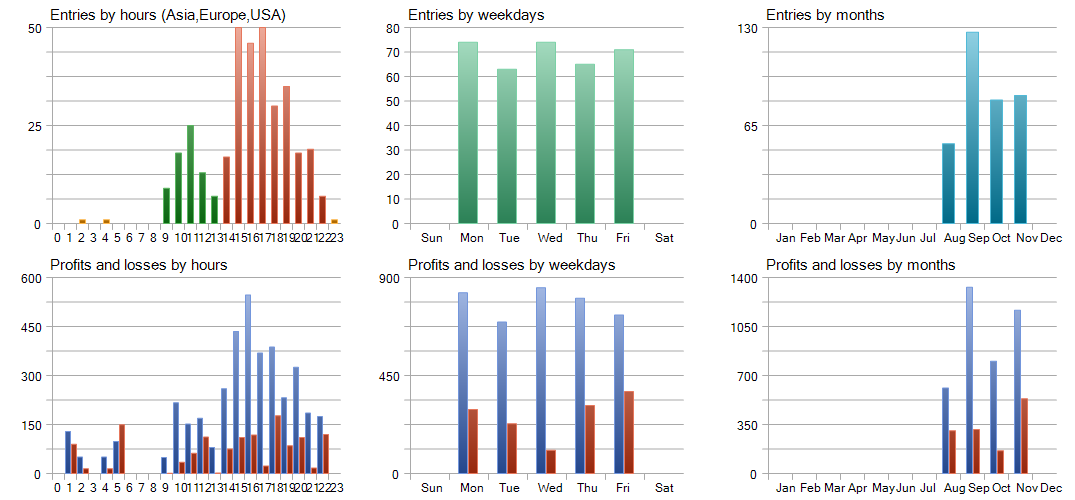 Entries by hours (Asia,Europe,USA)
50
25
0
0 1 2 3 4 5 6 7 8 9 10 11 12 13 14 15 16 17 18 19 20 21 22 23
Entries by weekdays
80
70
60
50
40
30
20
10
0
Sun Mon Tue Wed Thu Fri Sat
Entries by months
130
65
0
Jan Feb Mar Apr May Jun Jul Aug Sep Oct Nov Dec
Profits and losses by hours
600
450
300
150
0
0 1 2 3 4 5 6 7 8 9 10 11 12 13 14 15 16 17 18 19 20 21 22 23
Profits and losses by weekdays
900
450
0
Sun Mon Tue Wed Thu Fri Sat
Profits and losses by months
1400
1050
700
350
0
Jan Feb Mar Apr May Jun Jul Aug Sep Oct Nov Dec